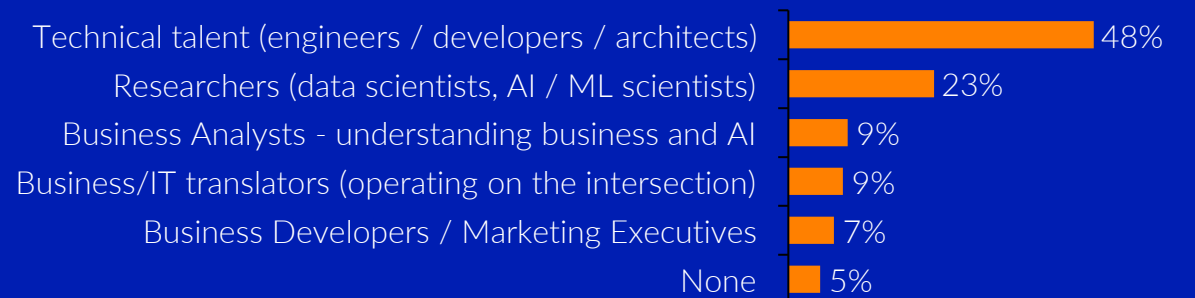 Technical talent (engineers / developers / architects) 48%
Researchers (data scientists, AI / ML scientists) 23%
Business Analysts - understanding business and AI 9%
Business/IT translators (operating on the intersection) 9%
Business Developers / Marketing Executives 7%
None 5%